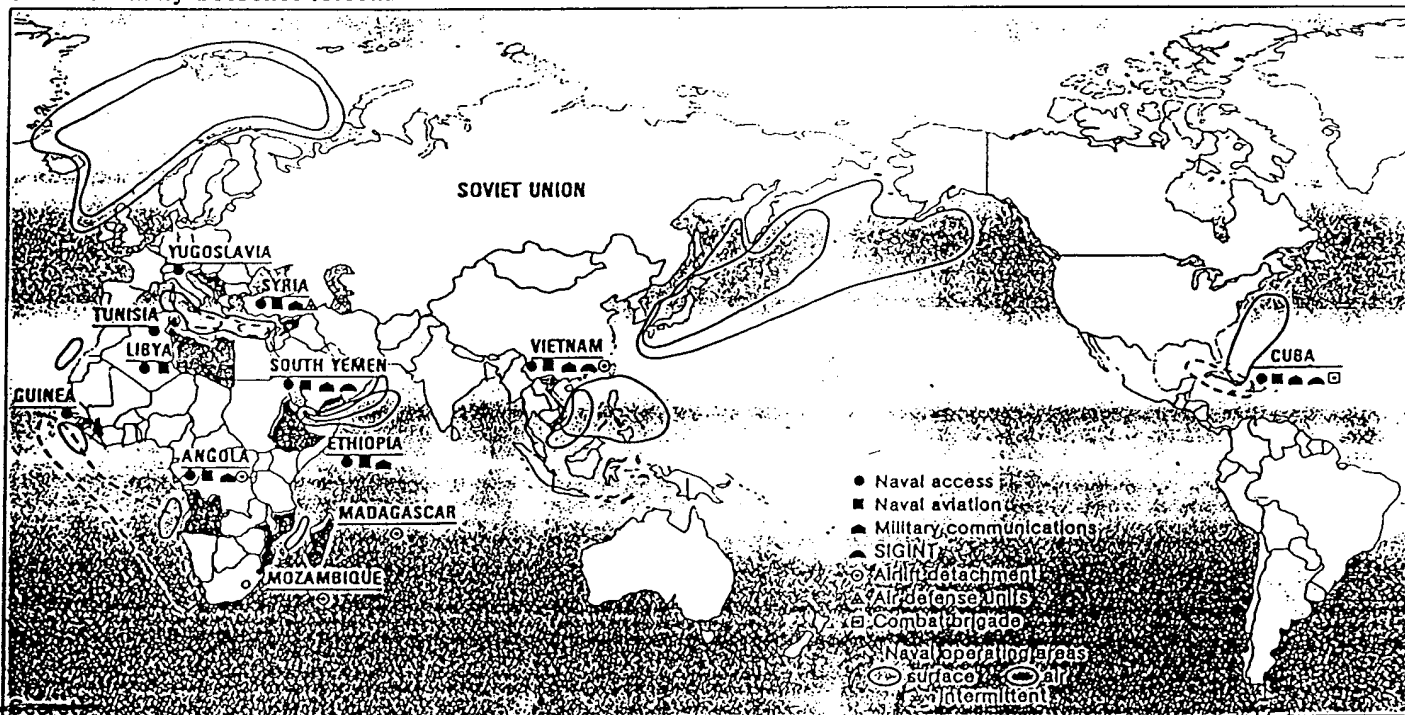 SOVIET UNION
YUGOSLAVIA
SYRIA
TUNISIA
LIBYA
SOUTH YEMEN
VIETNAM
CUBA
GUINEA
ETHIOPIA
ANGOLA
MADAGASCAR
MOZAMBIQUE
Naval access
Naval aviation
Military communications
SIGINT
Airlift detachment
Air defense units
Combat brigade
Naval operating areas
surface air
intermittent
Secret